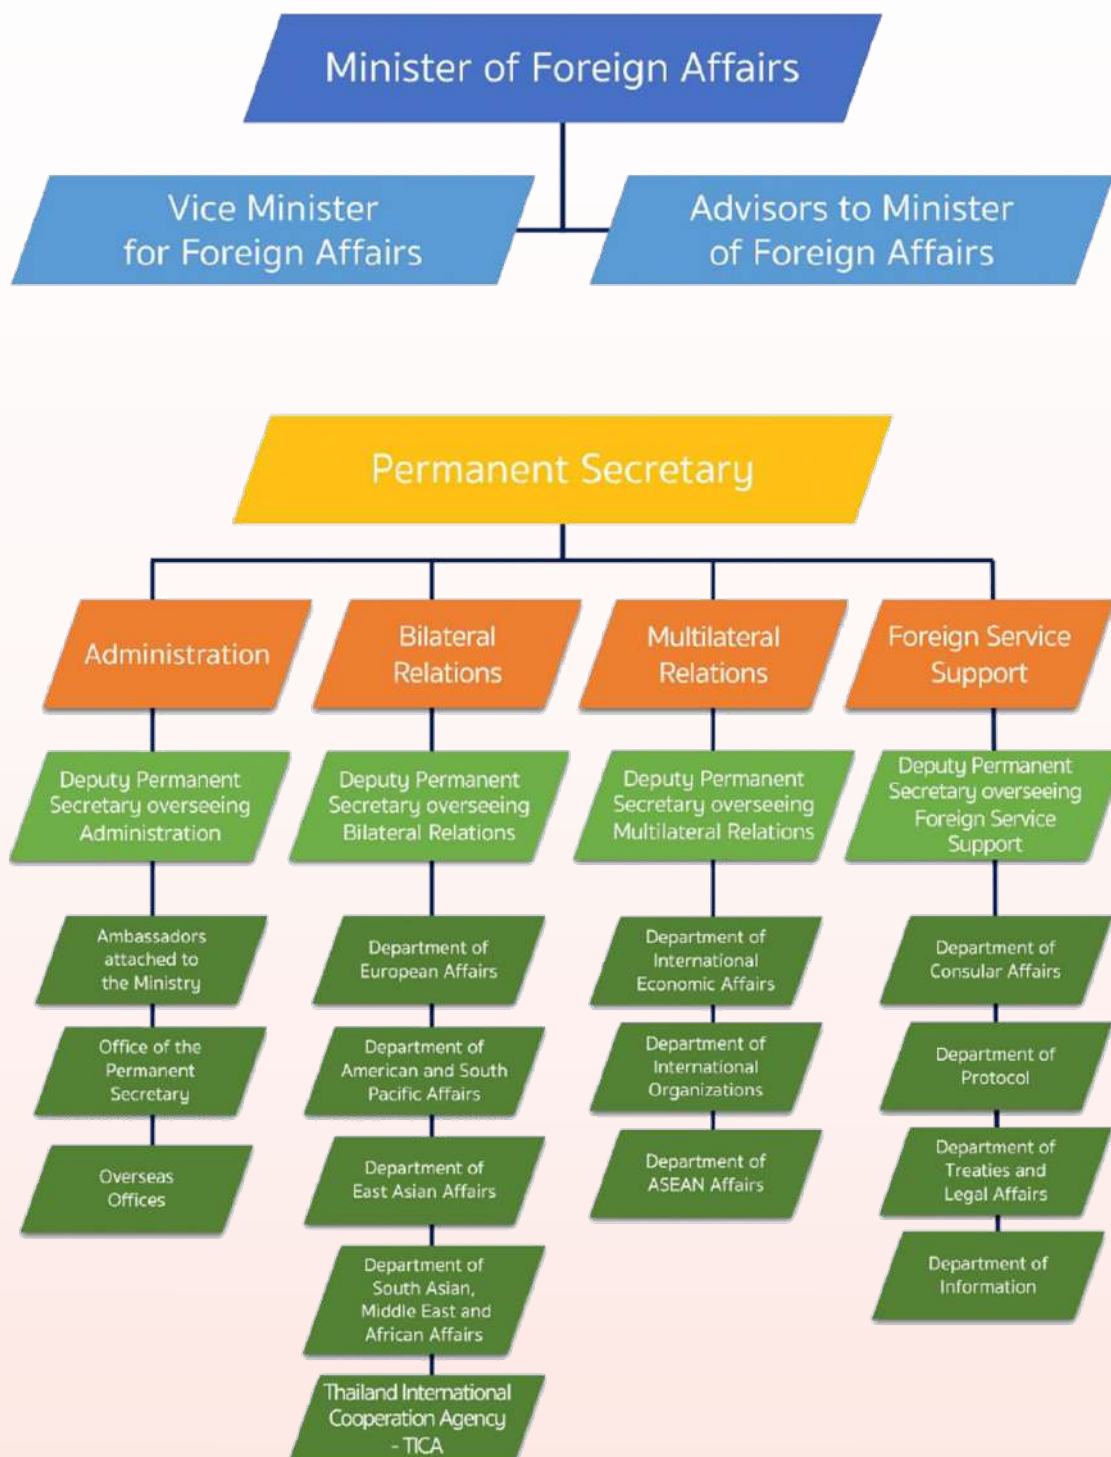 Minister of Foreign Affairs
Vice Minister
for Foreign Affairs
Advisors to Minister
of Foreign Affairs
Permanent Secretary
Administration
Bilateral
Relations
Multilateral
Relations
Foreign Service
Support
Deputy Permanent
Secretary overseeing
Administration
Deputy Permanent
Secretary overseeing
Bilateral Relations
Deputy Permanent
Secretary overseeing
Multilateral Relations
Deputy Permanent
Secretary overseeing
Foreign Service
Support
Ambassadors
attached to
the Ministry
Office of the
Permanent
Secretary
Overseas
Offices
Department of
European Affairs
Department of
American and South
Pacific Affairs
Department of
East Asian Affairs
Department of
South Asian,
Middle East and
African Affairs
Thailand International
Cooperation Agency
- TICA
Department of
International
Economic Affairs
Department of
International
Organizations
Department of
ASEAN Affairs
Department of
Consular Affairs
Department of
Protocol
Department of
Treaties and
Legal Affairs
Department of
Information